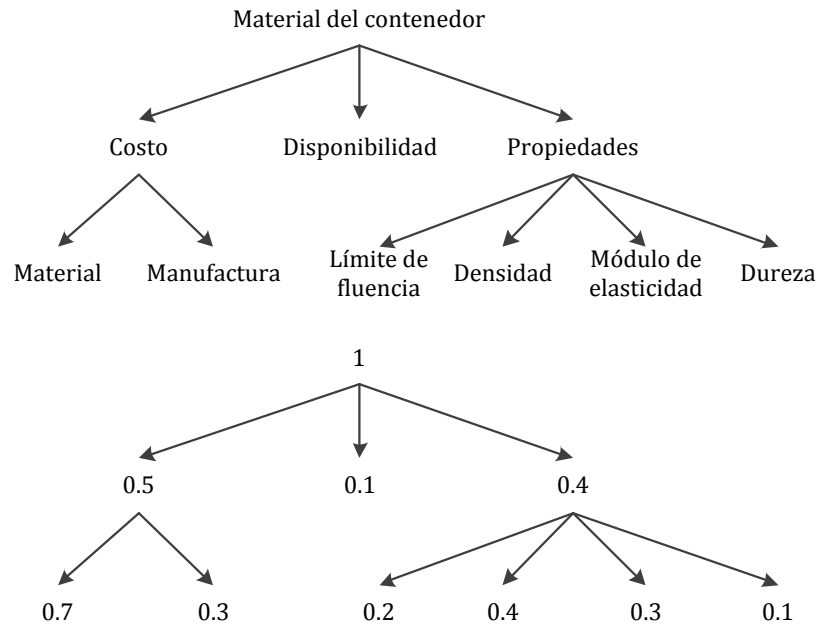 Material del contenedor
Costo Disponibilidad Propiedades
Material Manufactura Límite de fluencia Densidad Módulo de elasticidad Dureza
1
0.5 0.1 0.4
0.7 0.3 0.2 0.4 0.3 0.1